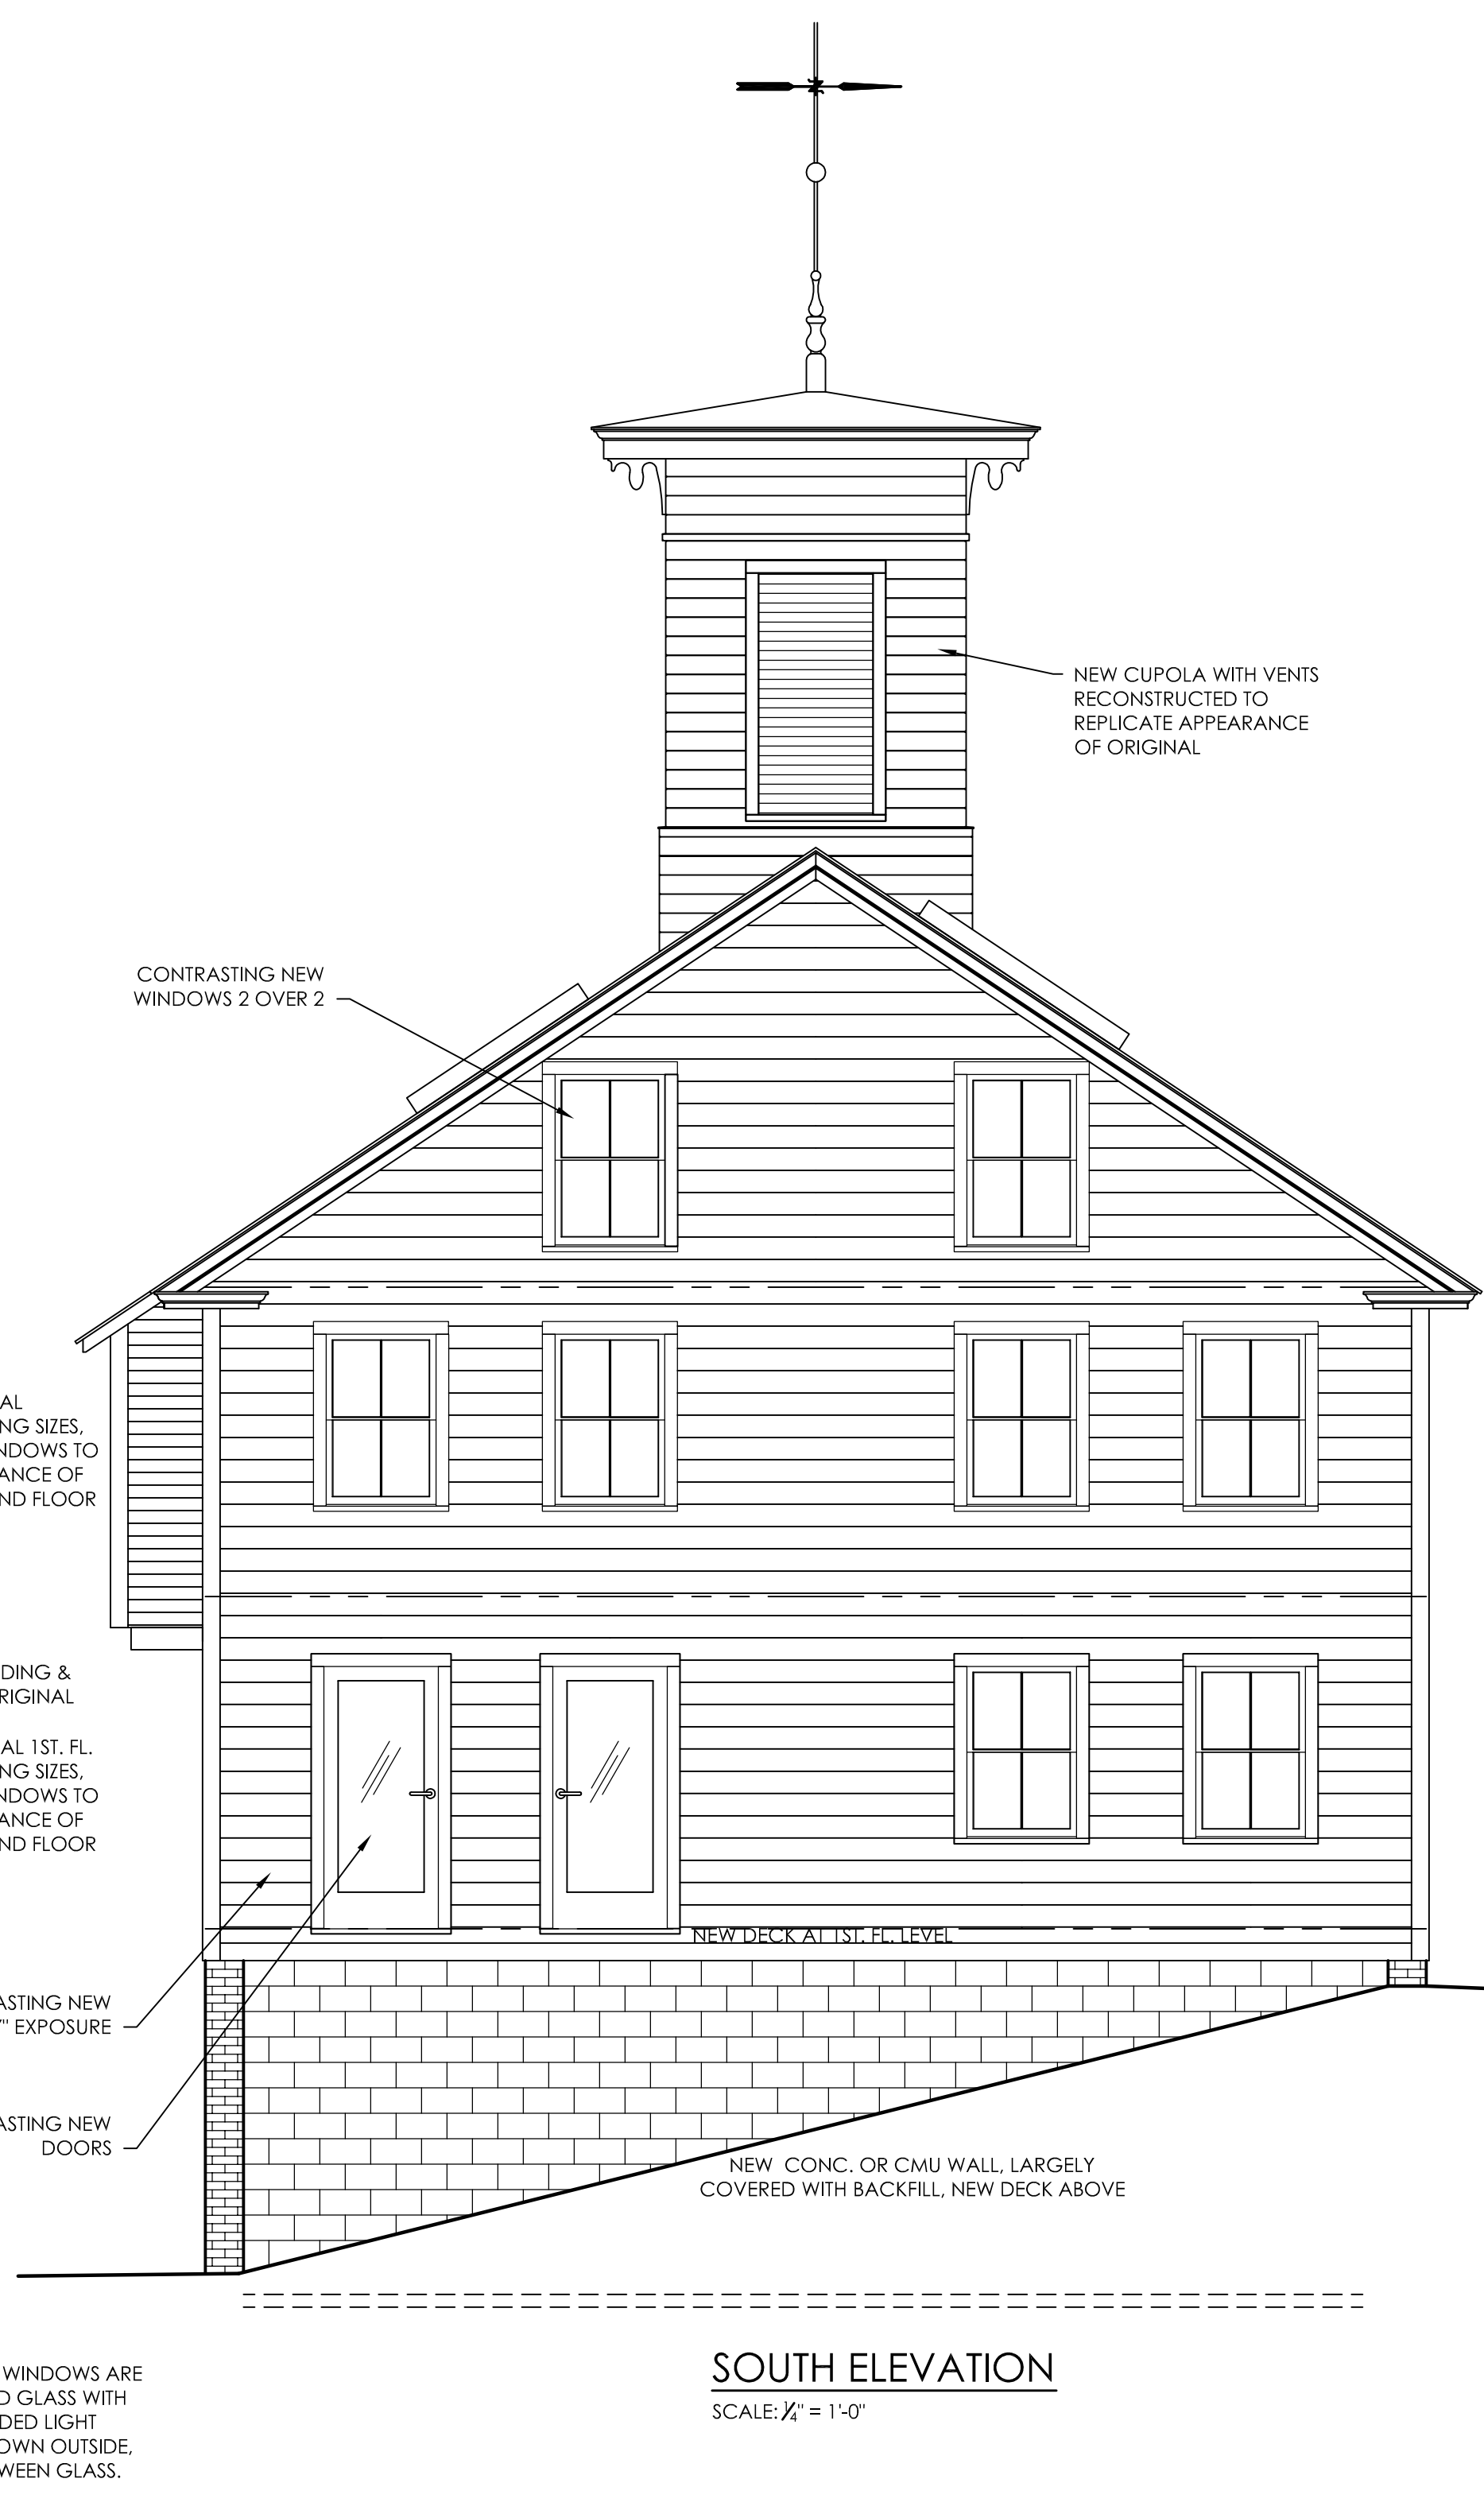 NEW CUPOLA WITH VENTS
RECONSTRUCTED TO
REPLICATE APPEARANCE
OF ORIGINAL
CONTRASTING NEW
WINDOWS 2 OVER 2
AL
NG SIZES,
NDOWS TO
ANCE OF
ND FLOOR
DING &
RIGINAL
AL 1ST. FL.
NG SIZES,
NDOWS TO
ANCE OF
ND FLOOR
NEW DECK AT 1ST. FL. LEVEL
ASTING NEW
7" EXPOSURE
ASTING NEW
DOORS
NEW CONC. OR CMU WALL, LARGELY
COVERED WITH BACKFILL, NEW DECK ABOVE
SOUTH ELEVATION
SCALE: 1/4" = 1'-0"
WINDOWS ARE
D GLASS WITH
DED LIGHT
OWN OUTSIDE,
WEEN GLASS.